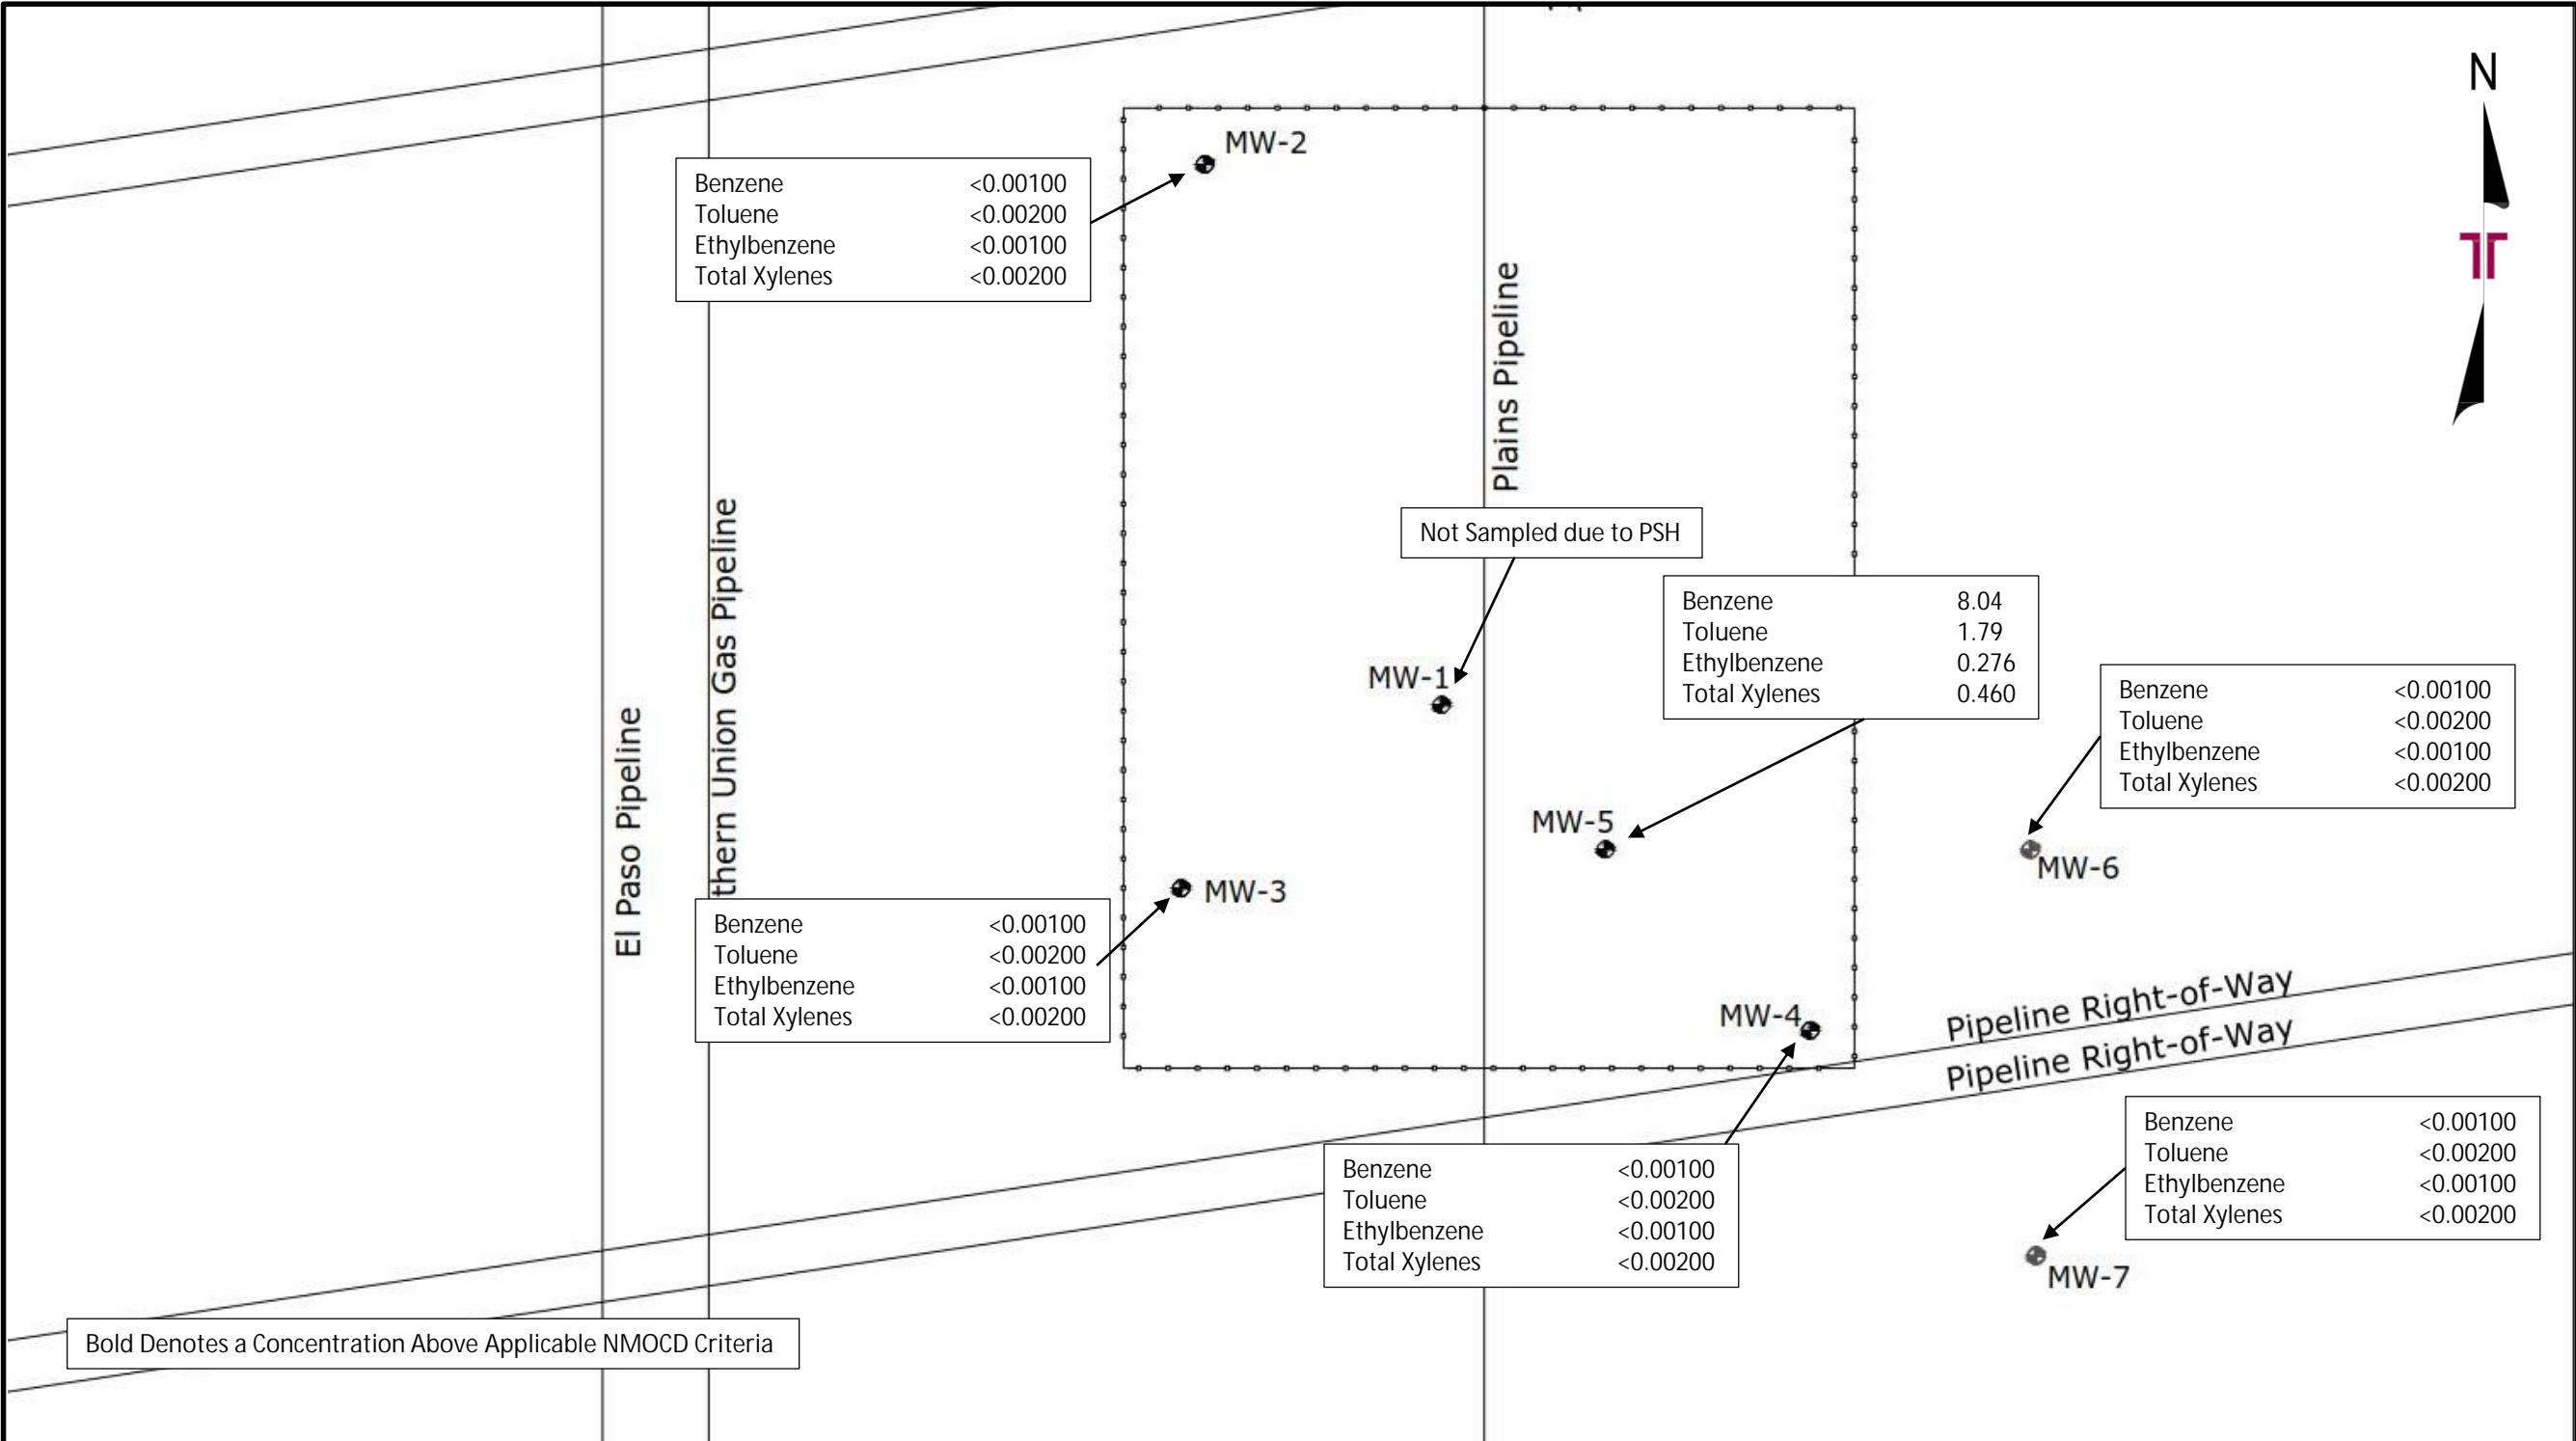 N
MW-2
Benzene <0.00100
Toluene <0.00200
Ethylbenzene <0.00100
Total Xylenes <0.00200
Plains Pipeline
thern Union Gas Pipeline
El Paso Pipeline
Not Sampled due to PSH
MW-1
Benzene 8.04
Toluene 1.79
Ethylbenzene 0.276
Total Xylenes 0.460
MW-5
Benzene <0.00100
Toluene <0.00200
Ethylbenzene <0.00100
Total Xylenes <0.00200
MW-6
MW-3
Benzene <0.00100
Toluene <0.00200
Ethylbenzene <0.00100
Total Xylenes <0.00200
MW-4
Pipeline Right-of-Way
Pipeline Right-of-Way
Benzene <0.00100
Toluene <0.00200
Ethylbenzene <0.00100
Total Xylenes <0.00200
Benzene <0.00100
Toluene <0.00200
Ethylbenzene <0.00100
Total Xylenes <0.00200
MW-7
Bold Denotes a Concentration Above Applicable NMOCD Criteria